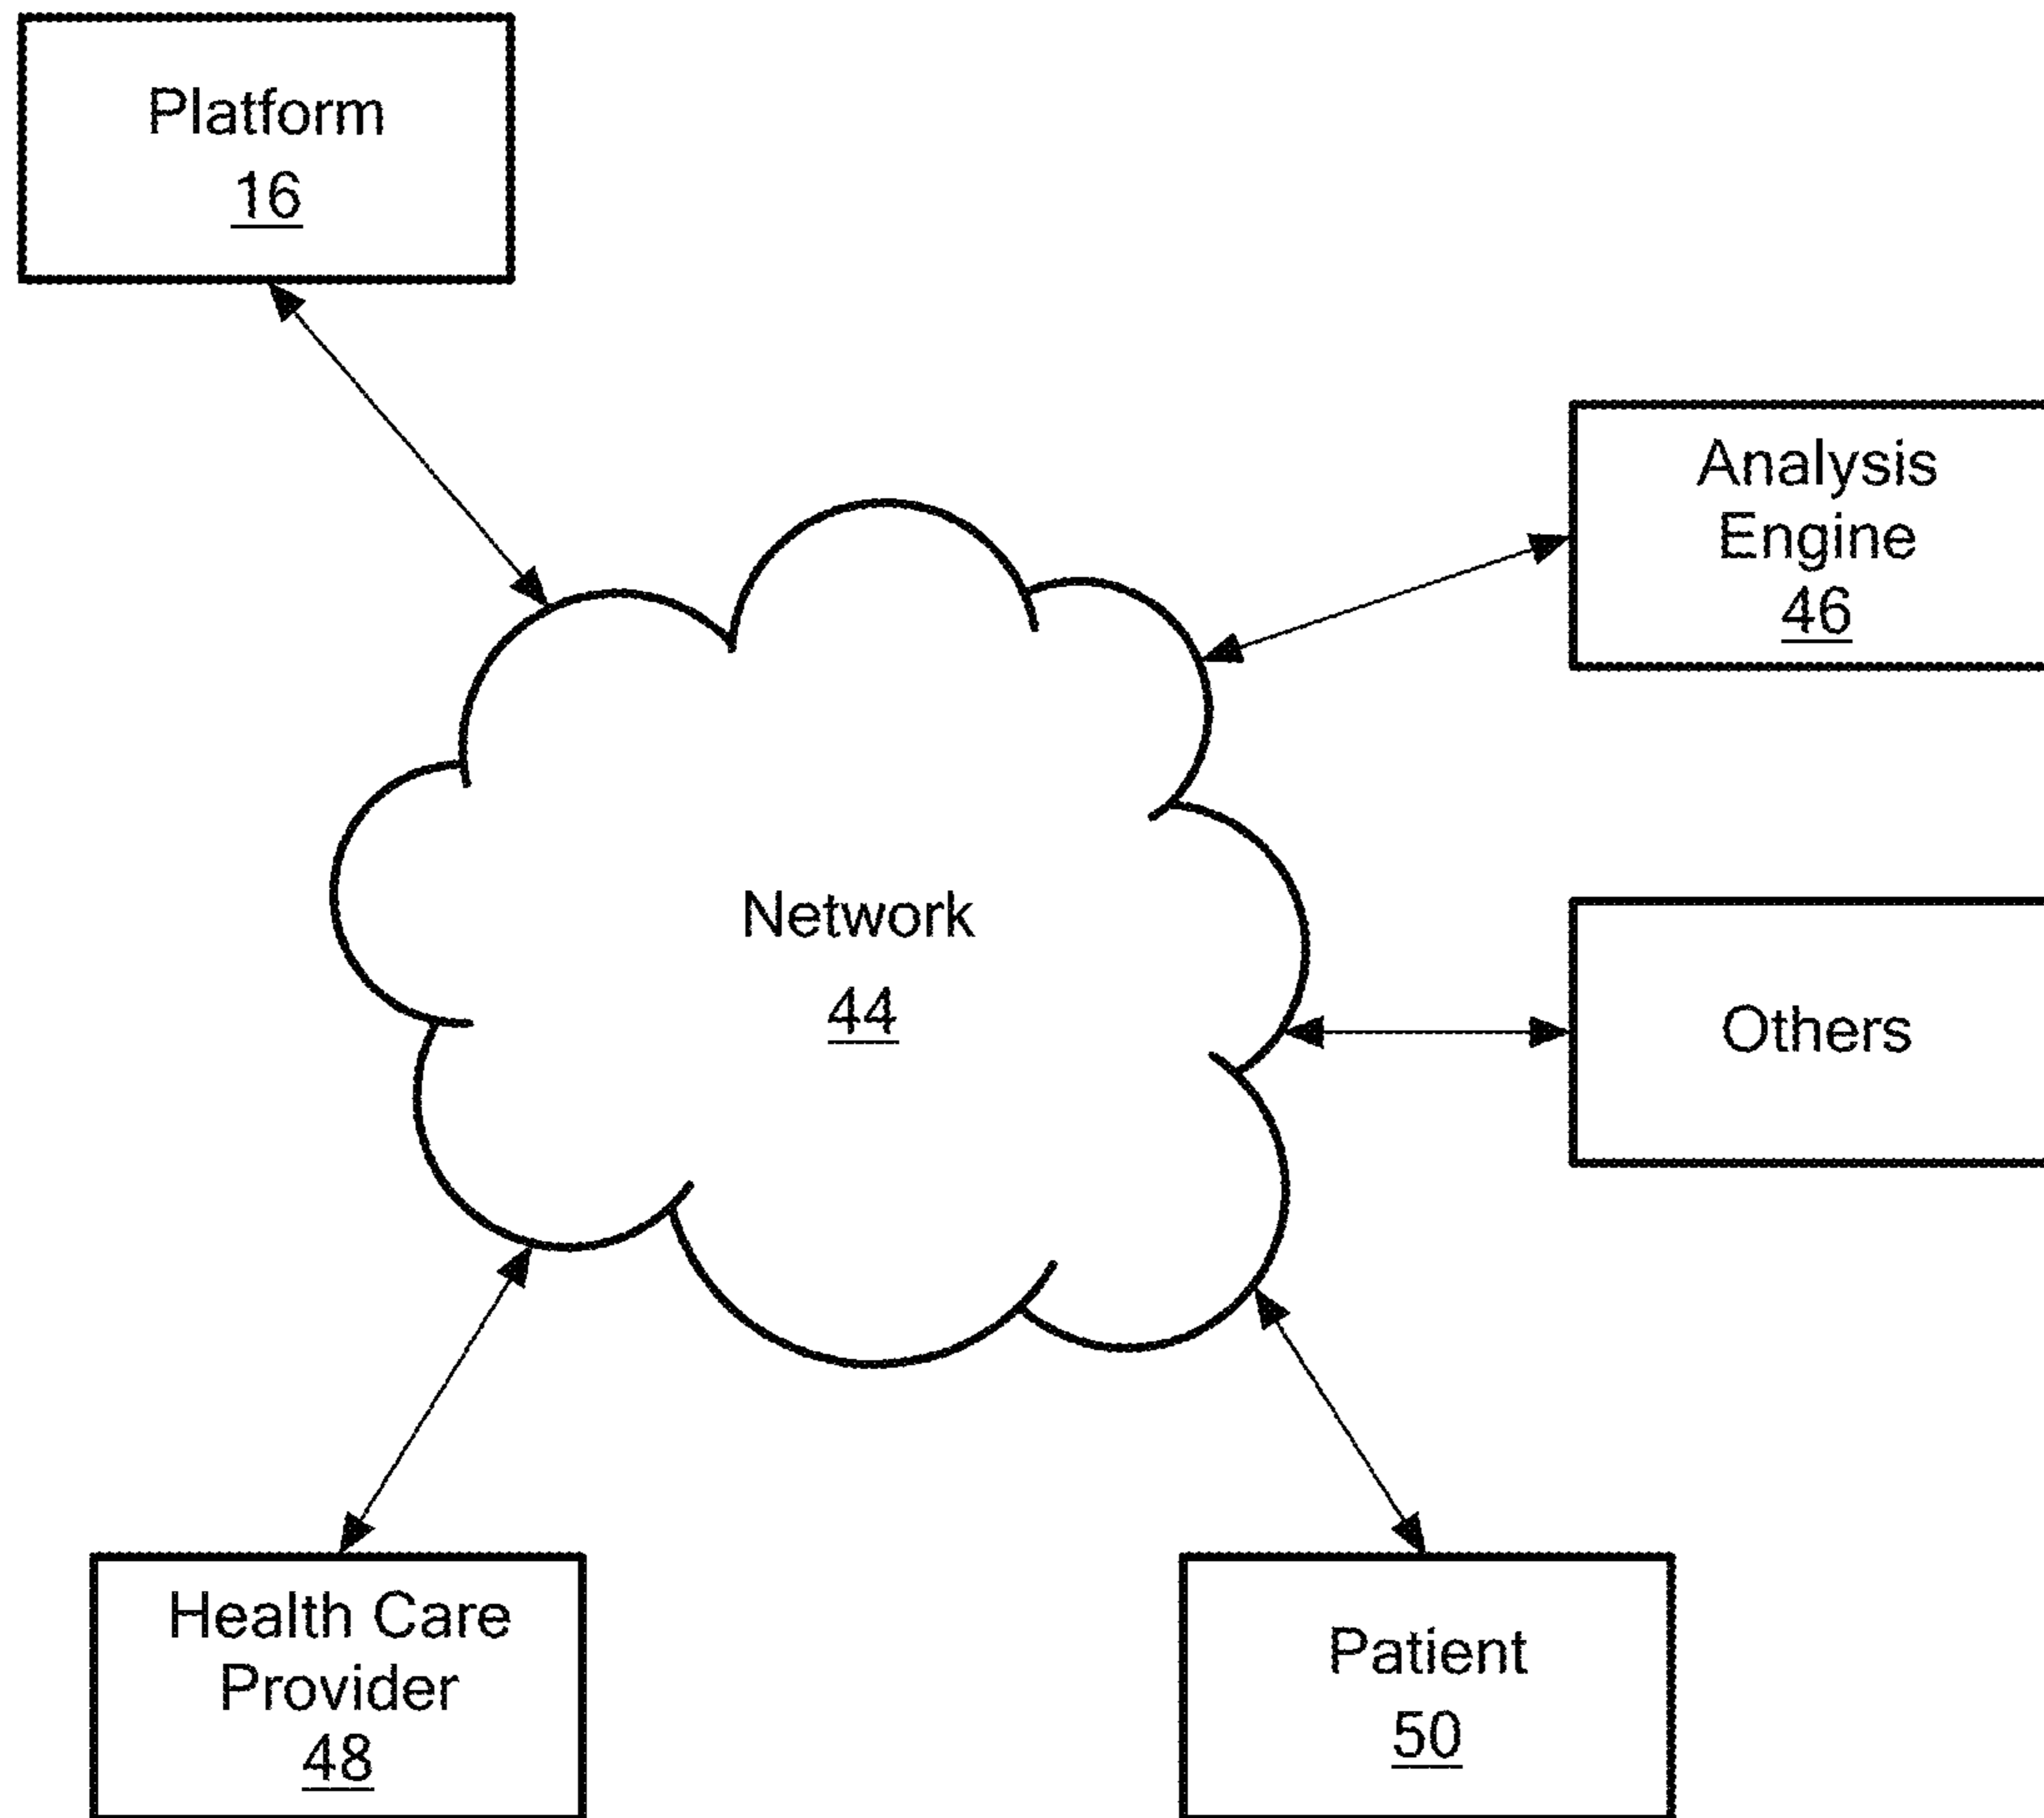 Platform
16
Analysis
Engine
46
Network
44
Others
Health Care
Provider
48
Patient
50